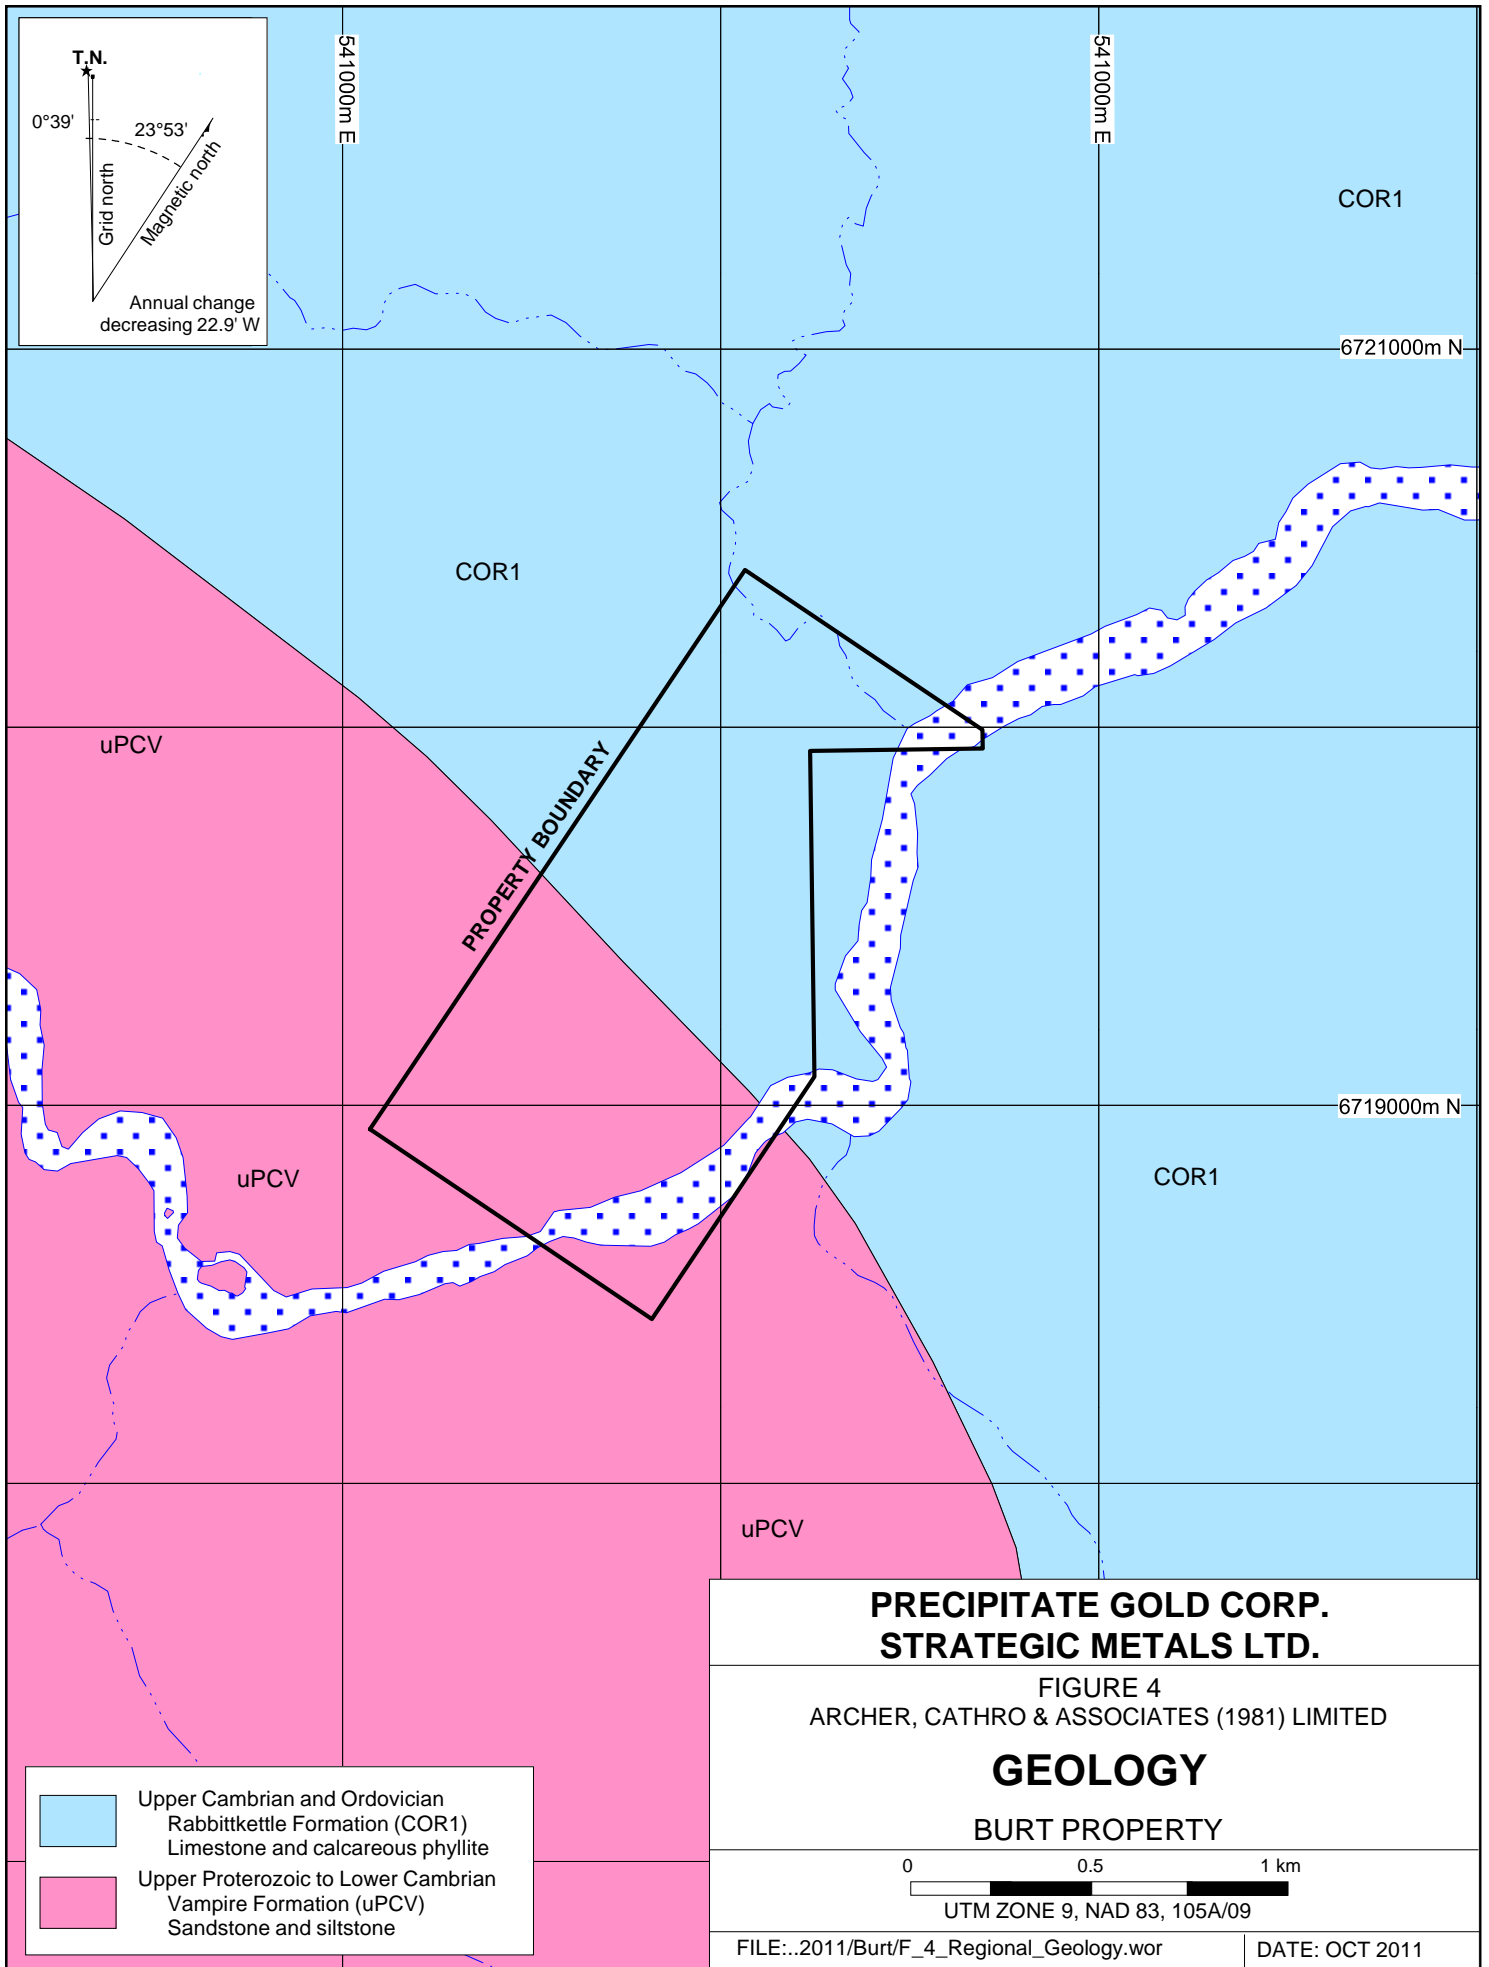 T.N.
0°39'
23°53'
Grid north
Magnetic north
Annual change
decreasing 22.9' W
541000m E
541000m E
COR1
6721000m N
COR1
uPCV
PROPERTY BOUNDARY
6719000m N
uPCV
COR1
uPCV
PRECIPITATE GOLD CORP.
STRATEGIC METALS LTD.
FIGURE 4
ARCHER, CATHRO & ASSOCIATES (1981) LIMITED
GEOLOGY
BURT PROPERTY
0 0.5 1 km
UTM ZONE 9, NAD 83, 105A/09
FILE:..2011/Burt/F_4_Regional_Geology.wor
DATE: OCT 2011
Upper Cambrian and Ordovician
Rabbittkettle Formation (COR1)
Limestone and calcareous phyllite
Upper Proterozoic to Lower Cambrian
Vampire Formation (uPCV)
Sandstone and siltstone